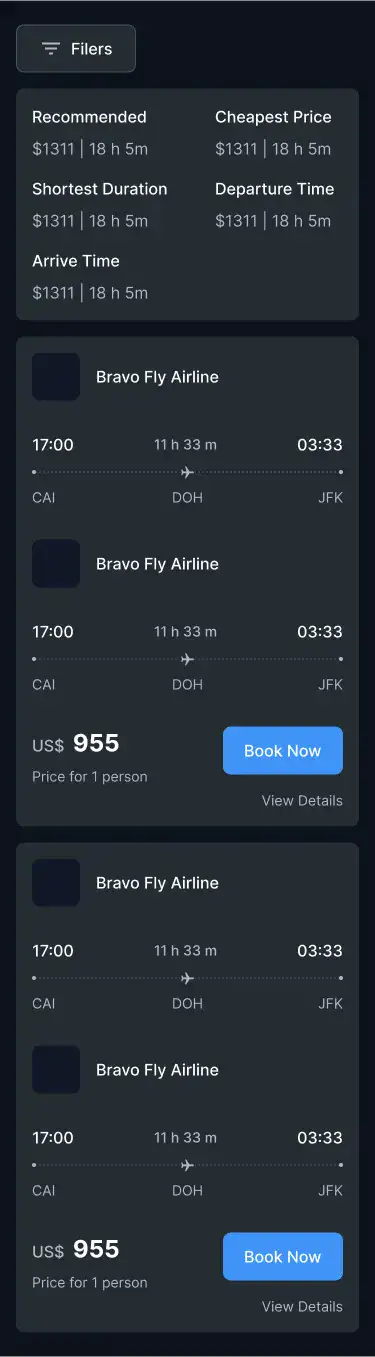 Filers
Recommended Cheapest Price
$1311 | 18 h 5m $1311 | 18 h 5m
Shortest Duration Departure Time
$1311 | 18 h 5m $1311 | 18 h 5m
Arrive Time
$1311 | 18 h 5m
Bravo Fly Airline
17:00 11 h 33 m 03:33
CAI DOH JFK
Bravo Fly Airline
17:00 11 h 33 m 03:33
CAI DOH JFK
US$ 955 Book Now
Price for 1 person
View Details
Bravo Fly Airline
17:00 11 h 33 m 03:33
CAI DOH JFK
Bravo Fly Airline
17:00 11 h 33 m 03:33
CAI DOH JFK
US$ 955 Book Now
Price for 1 person
View Details